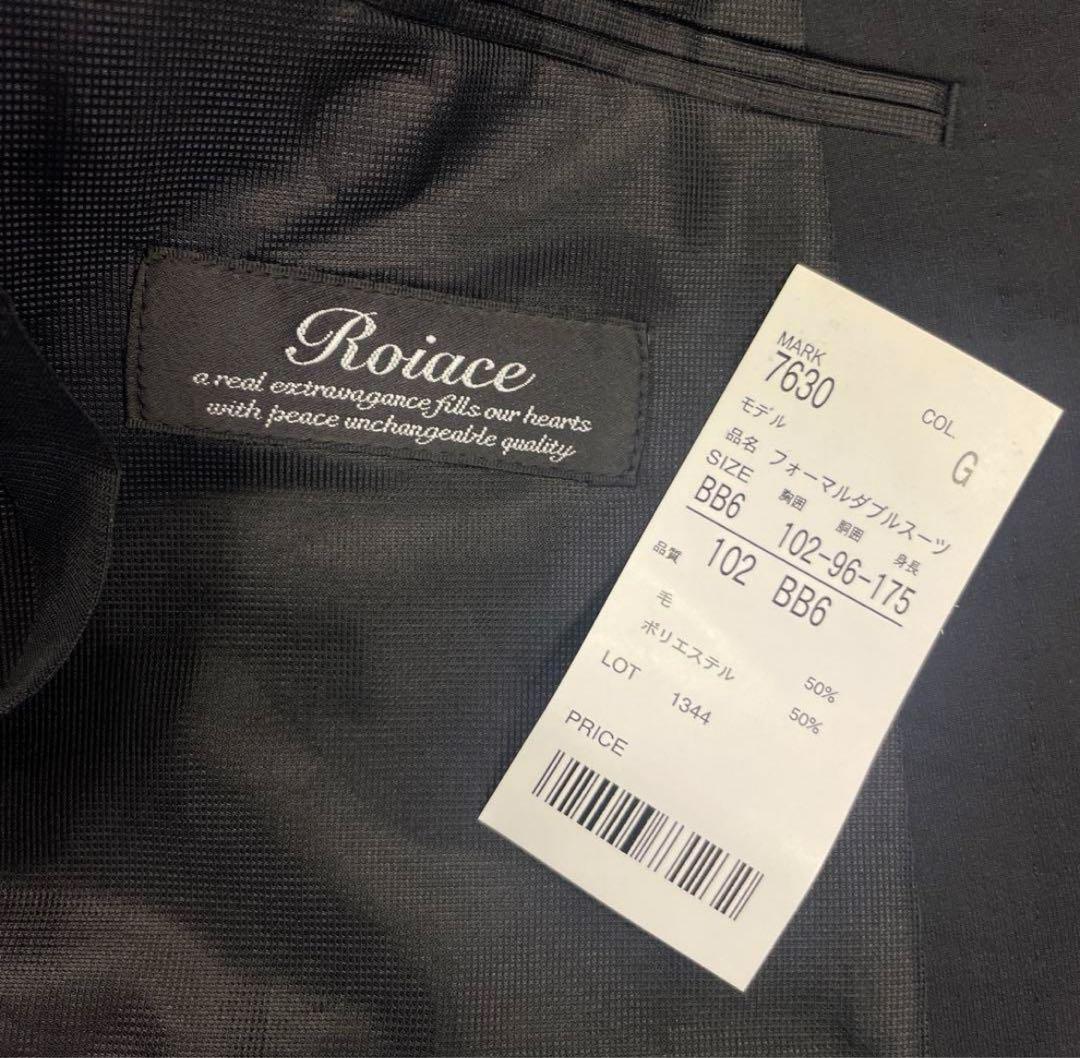 Roiace
a real extravagance fills our hearts
with peace unchangeable quality
MARK
7630
COL
G
モデル
品名 フォーマルダブルスーツ
SIZE 胸囲 胴囲 身長
BB6 102-96-175
品質 102 BB6
毛 50%
ポリエステル 50%
LOT 1344
PRICE